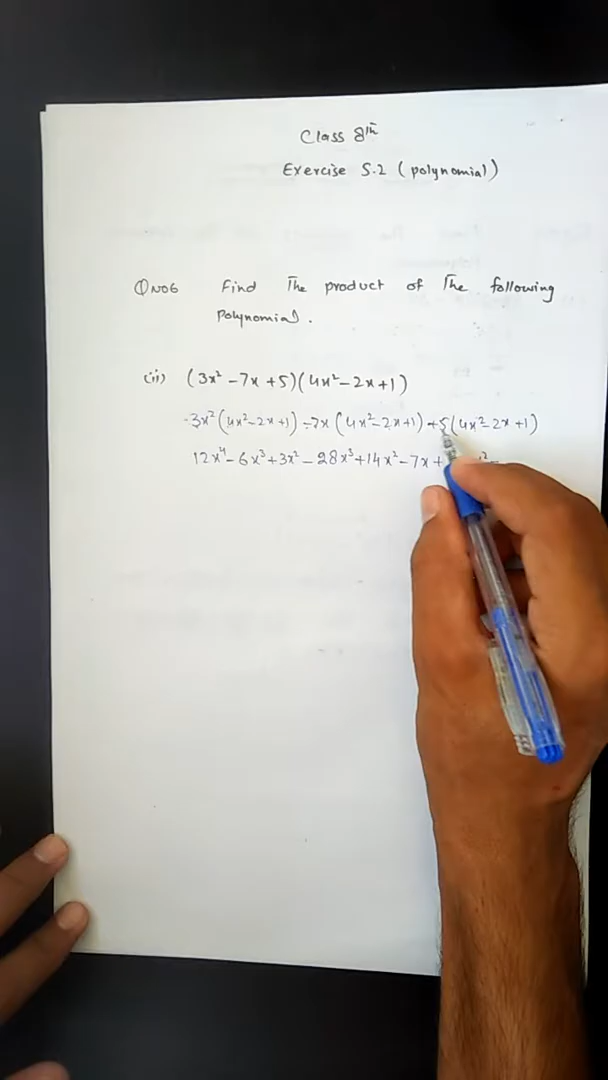 Class 8th
Exercise 5.2 (polynomial)
QNo6 Find The product of The following
Polynomial.
(ii) (3x² - 7x + 5)(4x² - 2x + 1)
3x²(4x² - 2x + 1) - 7x(4x² - 2x + 1) + 5(4x² - 2x + 1)
12x⁴ - 6x³ + 3x² - 28x³ + 14x² - 7x +